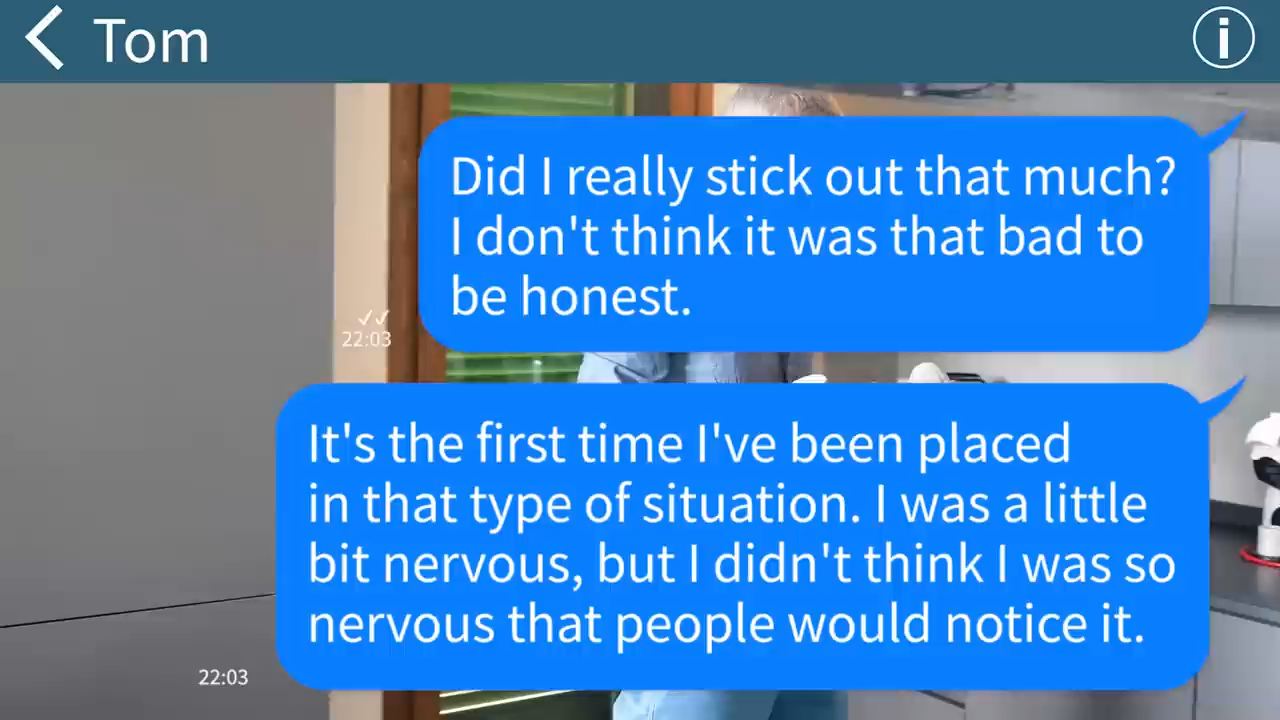 Tom
Did I really stick out that much?
I don't think it was that bad to
be honest.
22:03
It's the first time I've been placed
in that type of situation. I was a little
bit nervous, but I didn't think I was so
nervous that people would notice it.
22:03